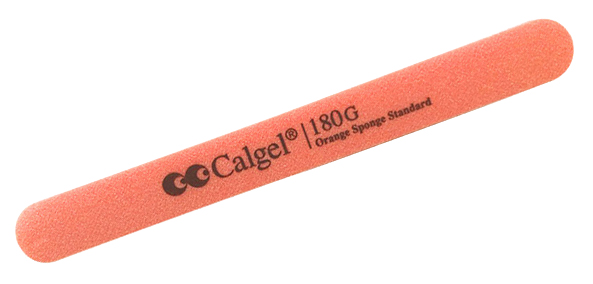 Calgel® | 180G
Orange Sponge Standard